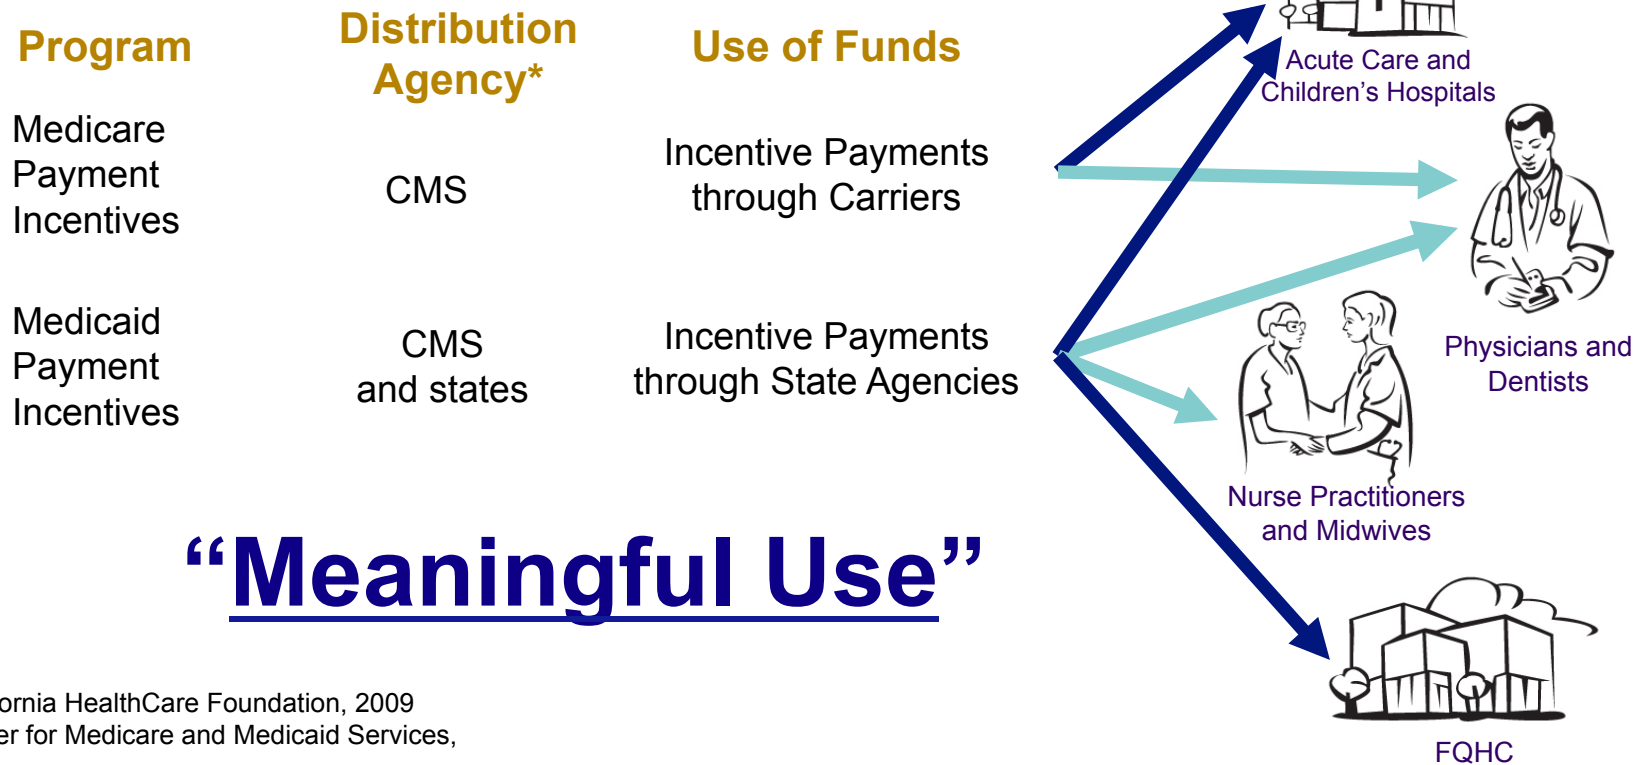 Program
Distribution
Agency*
Use of Funds
Acute Care and
Children’s Hospitals
Medicare
Payment
Incentives
CMS
Incentive Payments
through Carriers
Physicians and
Dentists
Medicaid
Payment
Incentives
CMS
and states
Incentive Payments
through State Agencies
Nurse Practitioners
and Midwives
“Meaningful Use”
FQHC
ornia HealthCare Foundation, 2009
er for Medicare and Medicaid Services,